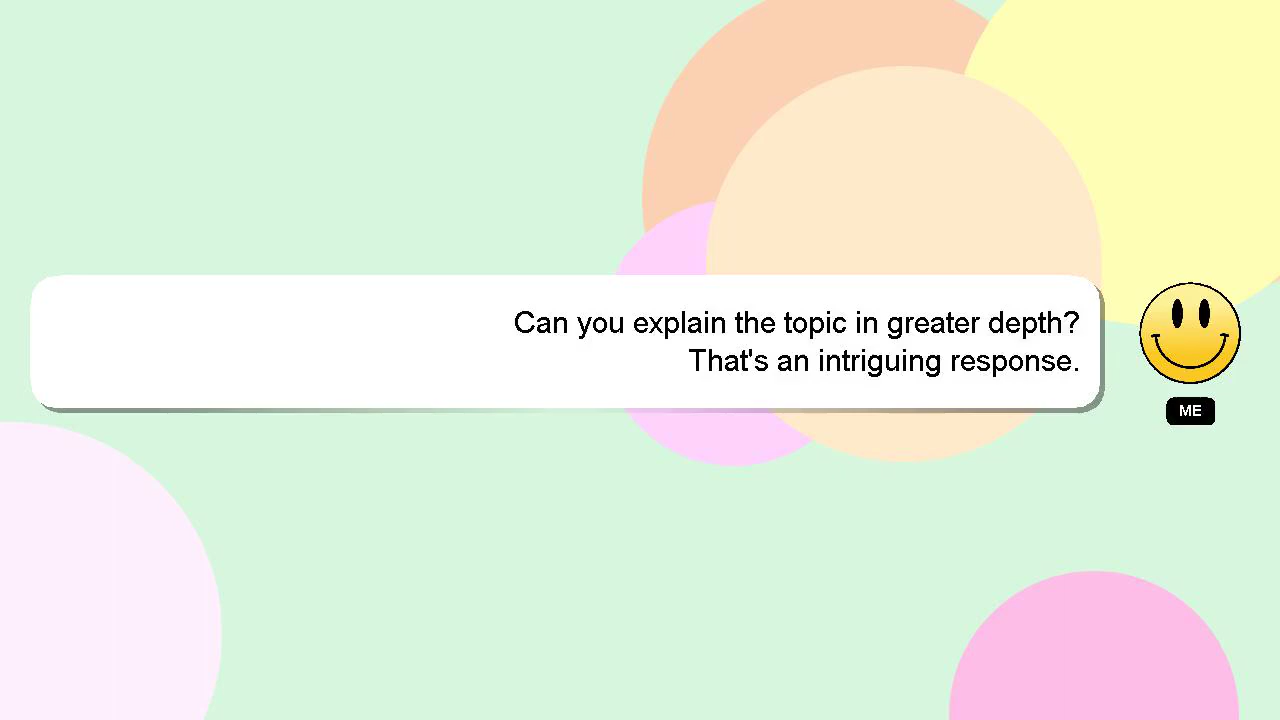 Can you explain the topic in greater depth?
That's an intriguing response.
ME